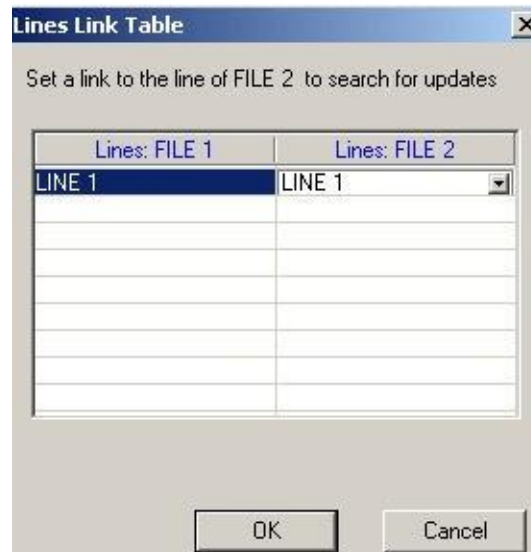 Lines Link Table
Set a link to the line of FILE 2 to search for updates
Lines: FILE 1 Lines: FILE 2
LINE 1 LINE 1
OK Cancel